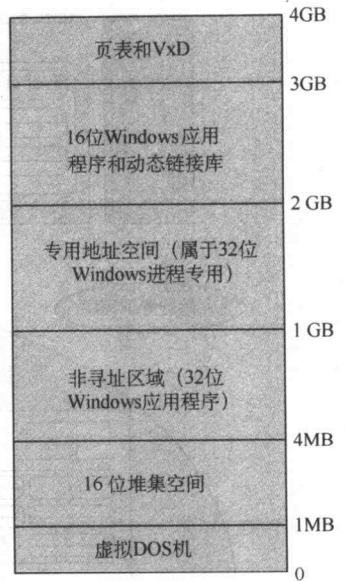 4GB
页表和VxD
3GB
16位Windows应用
程序和动态链接库
2 GB
专用地址空间（属于32位
Windows进程专用）
1 GB
非寻址区域（32位
Windows应用程序）
4MB
16 位堆集空间
1MB
虚拟DOS机
0